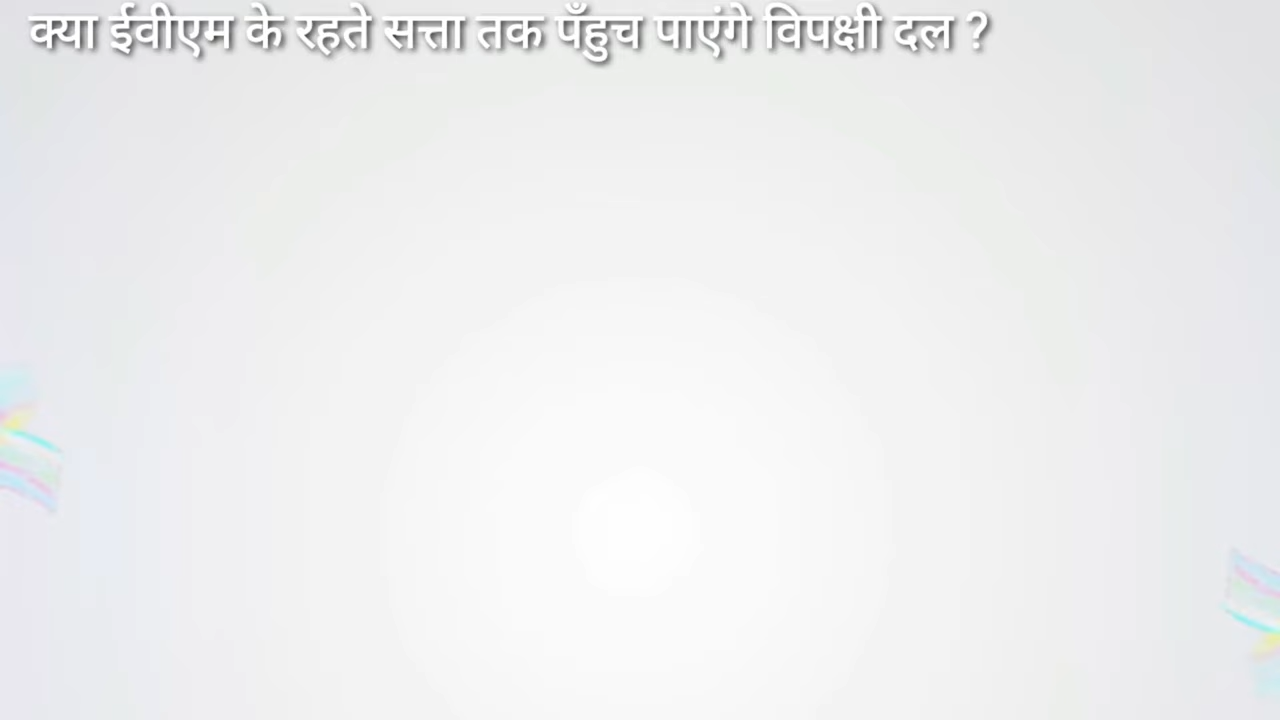 क्या ईवीएम के रहते सत्ता तक पँहुच पाएंगे विपक्षी दल ?